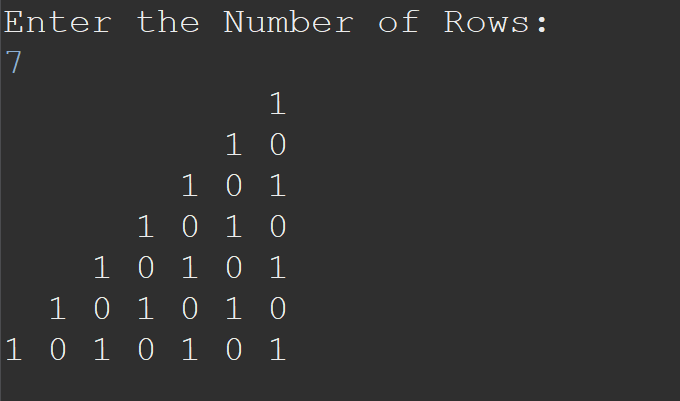 Enter the Number of Rows:
7
            1
          1 0
        1 0 1
      1 0 1 0
    1 0 1 0 1
  1 0 1 0 1 0
1 0 1 0 1 0 1